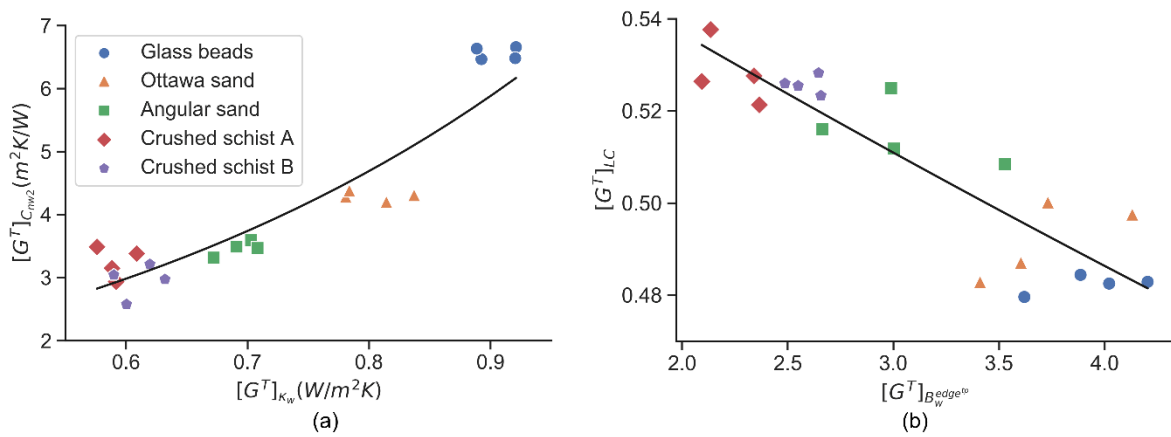 7
6
5
4
3
2
[G^T]_{C_{nw2}}(m^2K/W)
Glass beads
Ottawa sand
Angular sand
Crushed schist A
Crushed schist B
0.6 0.7 0.8 0.9
[G^T]_{κ_w}(W/m^2K)
(a)
0.54
0.52
0.50
0.48
[G^T]_{LC}
2.0 2.5 3.0 3.5 4.0
[G^T]_{B_w^{edge^{tp}}}
(b)